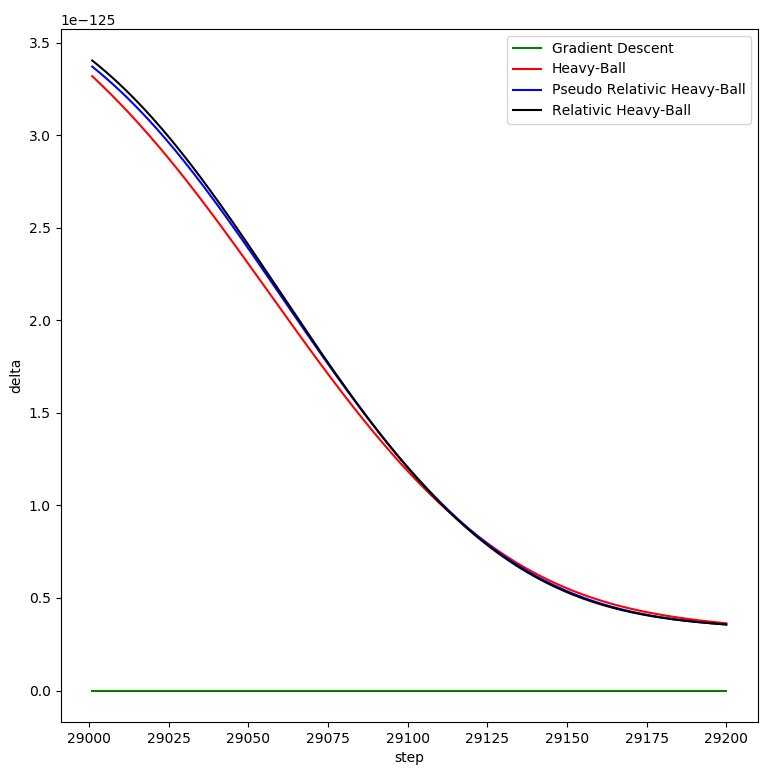 1e−125
Gradient Descent
Heavy-Ball
Pseudo Relativic Heavy-Ball
Relativic Heavy-Ball
3.5
3.0
2.5
2.0
1.5
1.0
0.5
0.0
delta
29000 29025 29050 29075 29100 29125 29150 29175 29200
step